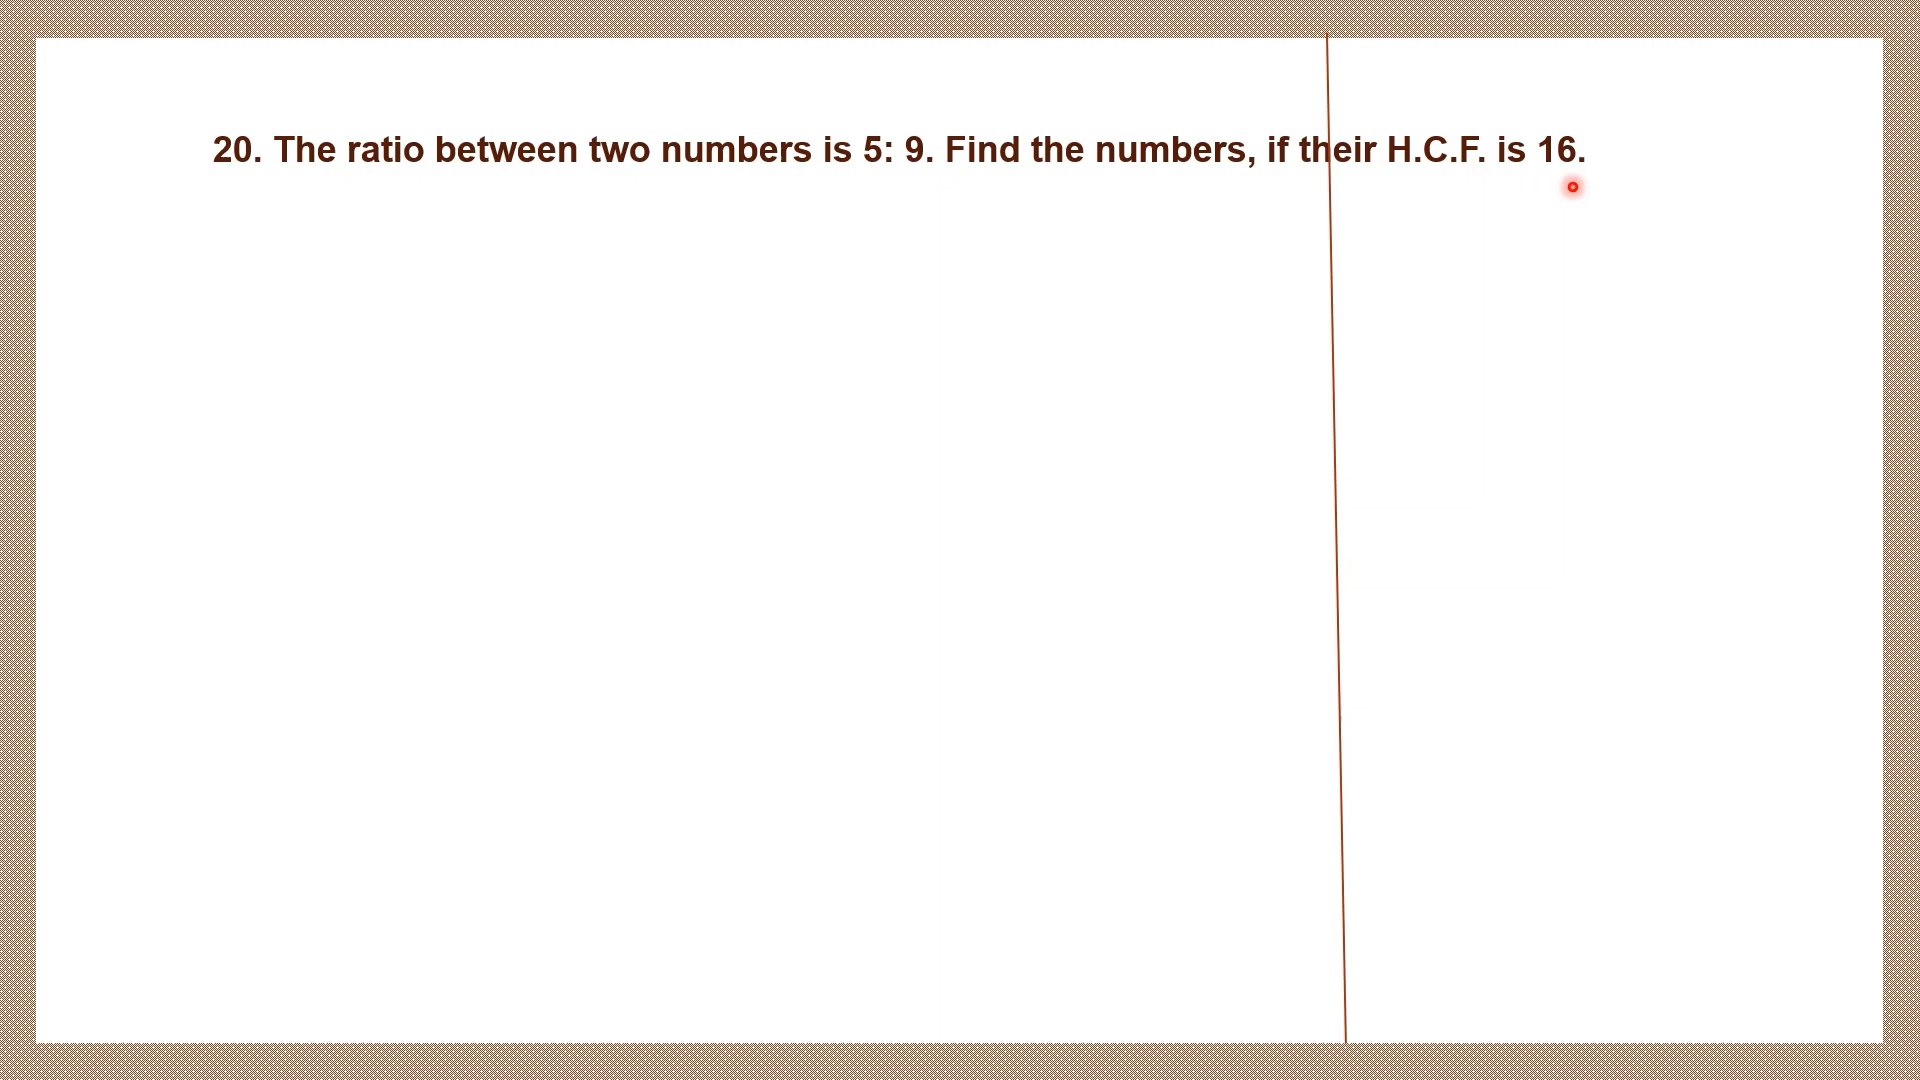 20. The ratio between two numbers is 5: 9. Find the numbers, if their H.C.F. is 16.